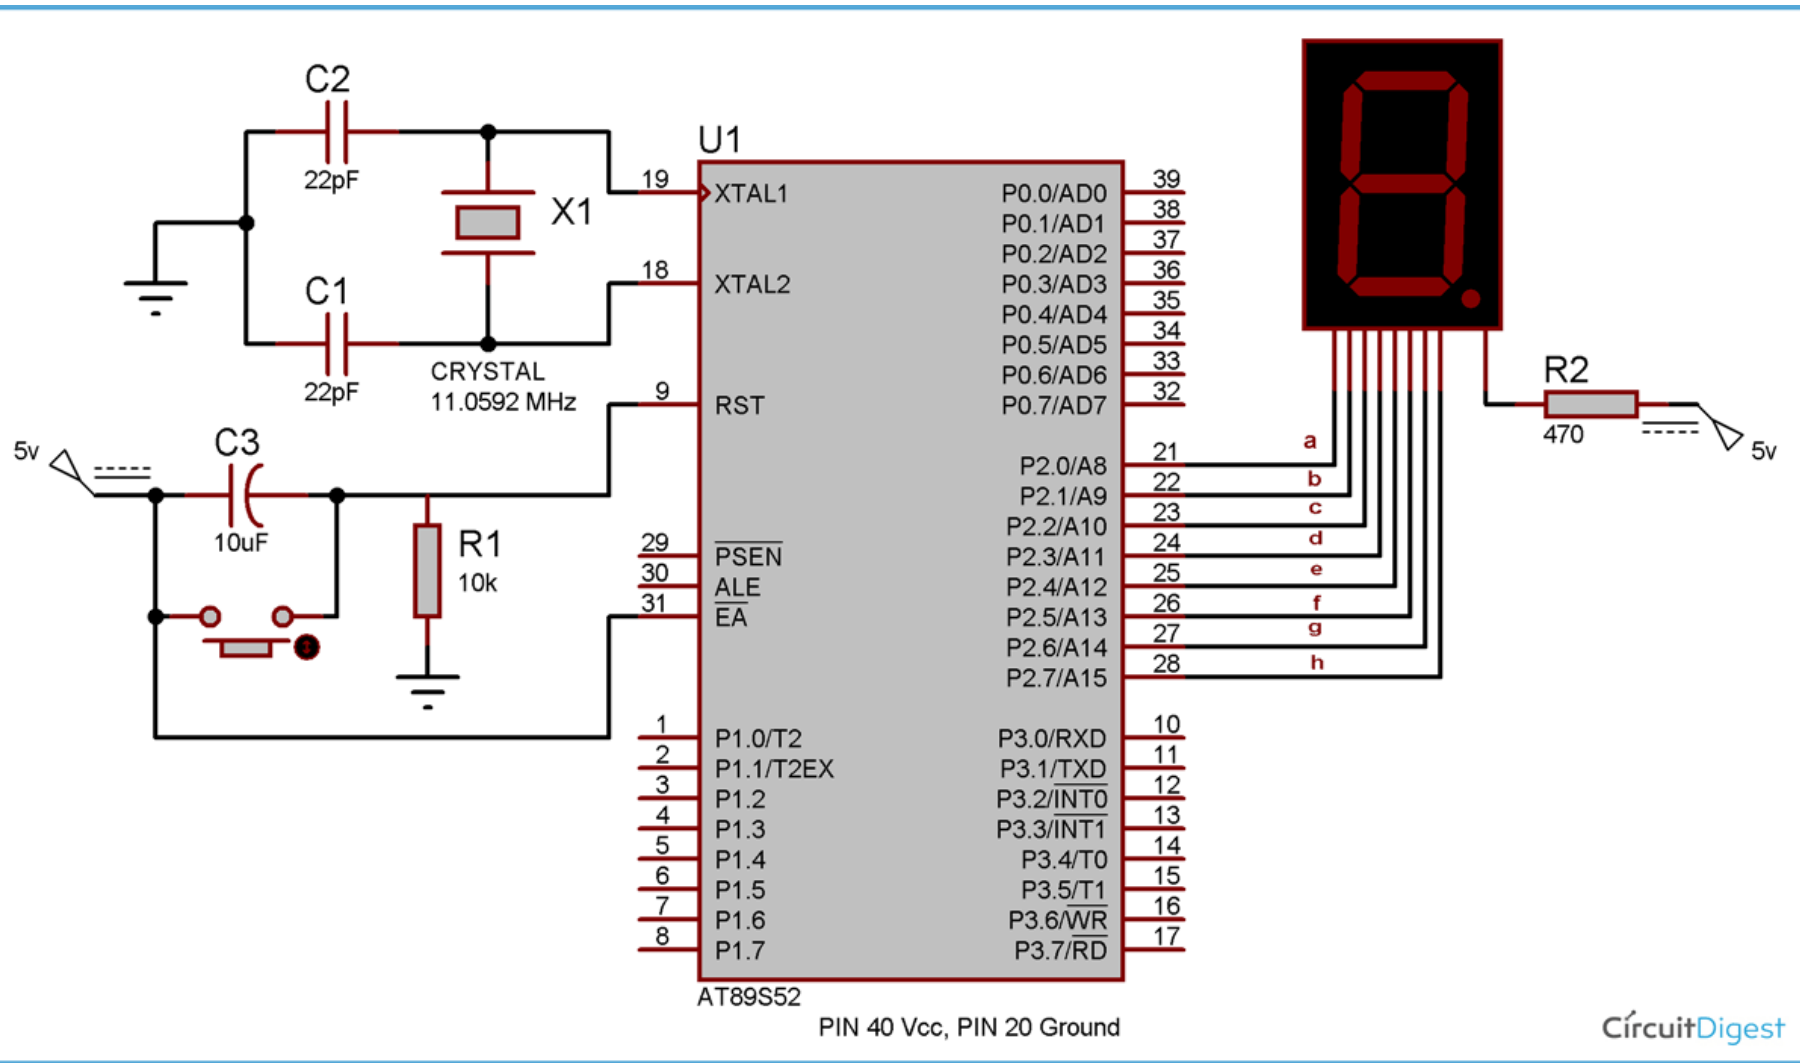 C2
22pF
X1
C1
22pF
CRYSTAL
11.0592 MHz
5v
C3
10uF
R1
10k
U1
19 XTAL1
18 XTAL2
9 RST
29 PSEN
30 ALE
31 EA
1 P1.0/T2
2 P1.1/T2EX
3 P1.2
4 P1.3
5 P1.4
6 P1.5
7 P1.6
8 P1.7
P0.0/AD0 39
P0.1/AD1 38
P0.2/AD2 37
P0.3/AD3 36
P0.4/AD4 35
P0.5/AD5 34
P0.6/AD6 33
P0.7/AD7 32
P2.0/A8 21 a
P2.1/A9 22 b
P2.2/A10 23 c
P2.3/A11 24 d
P2.4/A12 25 e
P2.5/A13 26 f
P2.6/A14 27 g
P2.7/A15 28 h
P3.0/RXD 10
P3.1/TXD 11
P3.2/INT0 12
P3.3/INT1 13
P3.4/T0 14
P3.5/T1 15
P3.6/WR 16
P3.7/RD 17
AT89S52
PIN 40 Vcc, PIN 20 Ground
R2
470
5v
CircuitDigest